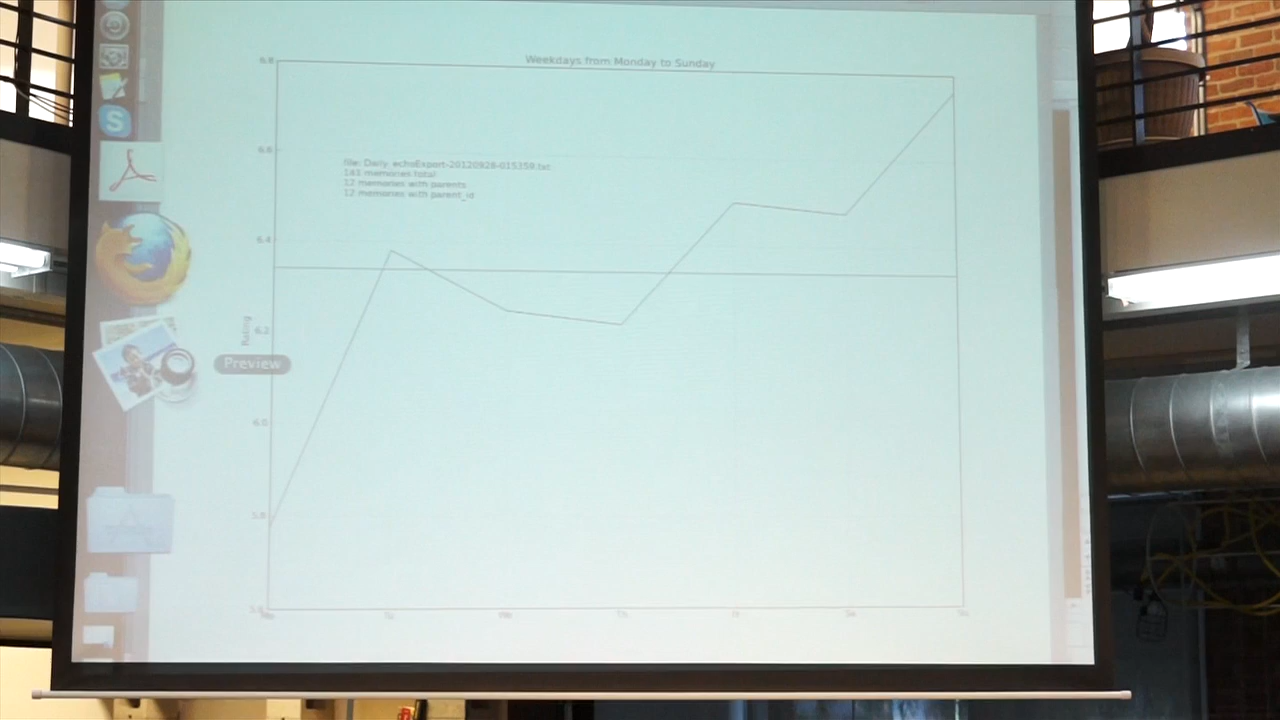 Weekdays from Monday to Sunday
6.8
6.6
file: Daily. echoExport-20120928-015359.txt
141 memories total
12 memories with parents
12 memories with parent_id
6.4
6.2
Rating
Preview
6.0
5.8
Mo Tu We Th Fr Sa Su